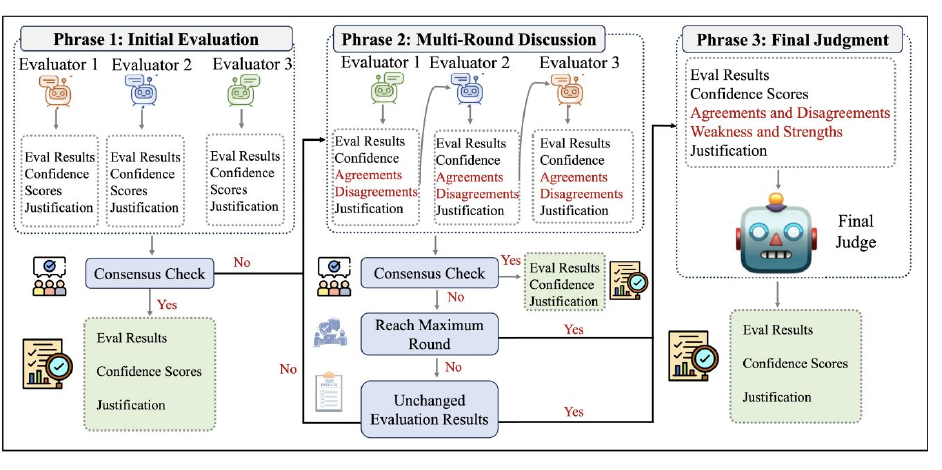 Phrase 1: Initial Evaluation
Evaluator 1
Evaluator 2
Evaluator 3
Eval Results
Confidence
Scores
Justification
Eval Results
Confidence
Scores
Justification
Eval Results
Confidence
Scores
Justification
Consensus Check
No
Yes
Eval Results
Confidence Scores
Justification
Phrase 2: Multi-Round Discussion
Evaluator 1
Evaluator 2
Evaluator 3
Eval Results
Confidence
Agreements
Disagreements
Justification
Eval Results
Confidence
Agreements
Disagreements
Justification
Eval Results
Confidence
Agreements
Disagreements
Justification
Consensus Check
Yes
Eval Results
Confidence
Justification
No
Reach Maximum
Round
Yes
No
No
Unchanged
Evaluation Results
Yes
Phrase 3: Final Judgment
Eval Results
Confidence Scores
Agreements and Disagreements
Weakness and Strengths
Justification
Final
Judge
Eval Results
Confidence Scores
Justification